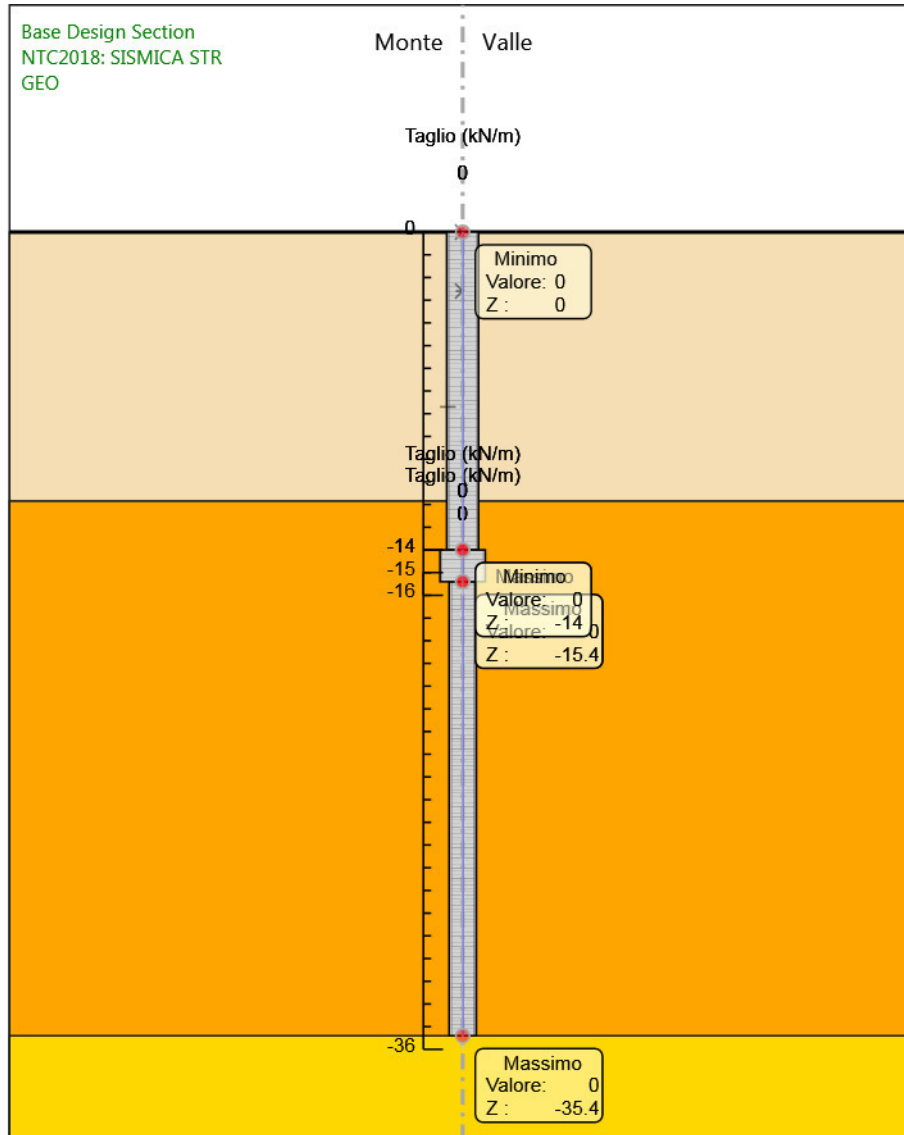 Base Design Section
NTC2018: SISMICA STR
GEO
Monte
Valle
Taglio (kN/m)
0
0
Minimo
Valore: 0
Z : 0
Taglio (kN/m)
Taglio (kN/m)
0
0
-14
-15
-16
Minimo
Valore: 0
Z : -14
Massimo
Valore: 0
Z : -15.4
-36
Massimo
Valore: 0
Z : -35.4